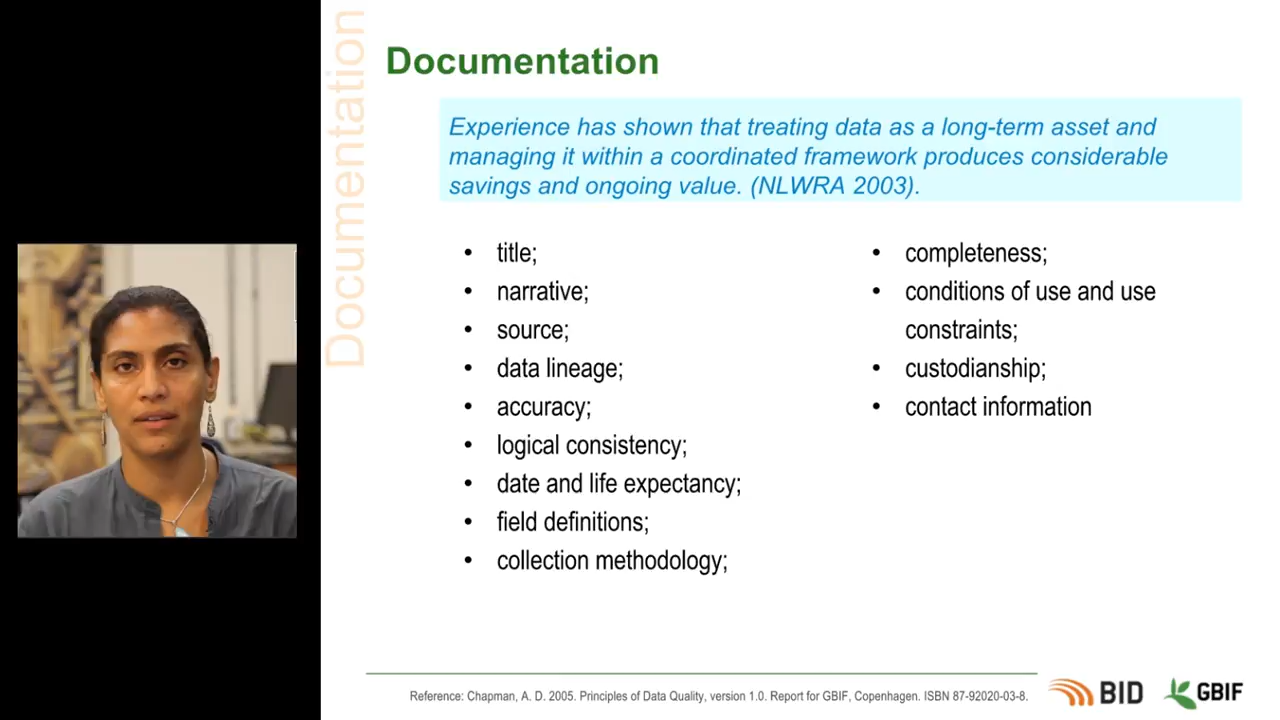 Documentation
Documentation
Experience has shown that treating data as a long-term asset and
managing it within a coordinated framework produces considerable
savings and ongoing value. (NLWRA 2003).
• title;
• narrative;
• source;
• data lineage;
• accuracy;
• logical consistency;
• date and life expectancy;
• field definitions;
• collection methodology;
• completeness;
• conditions of use and use
constraints;
• custodianship;
• contact information
Reference: Chapman, A. D. 2005. Principles of Data Quality, version 1.0. Report for GBIF, Copenhagen. ISBN 87-92020-03-8.
BID
GBIF